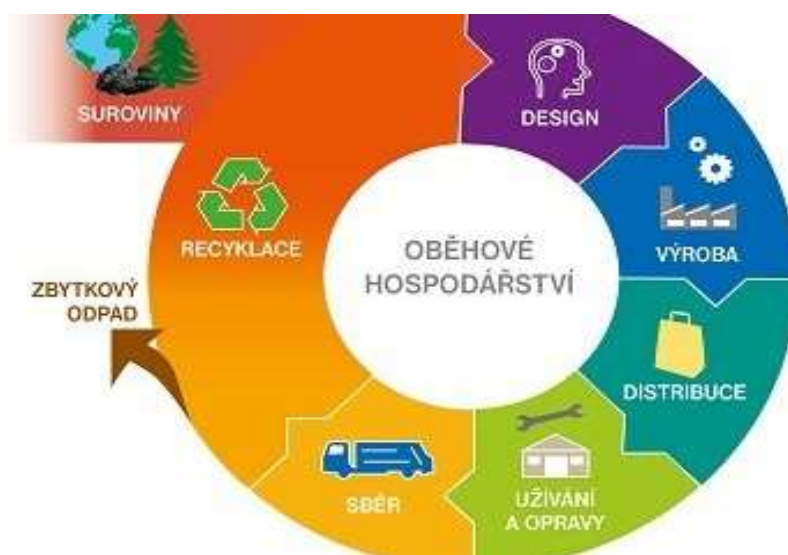 SUROVINY
DESIGN
RECYKLACE
OBĚHOVÉ
HOSPODÁŘSTVÍ
VÝROBA
ZBYTKOVÝ
ODPAD
DISTRIBUCE
SBĚR
UŽÍVÁNÍ
A OPRAVY